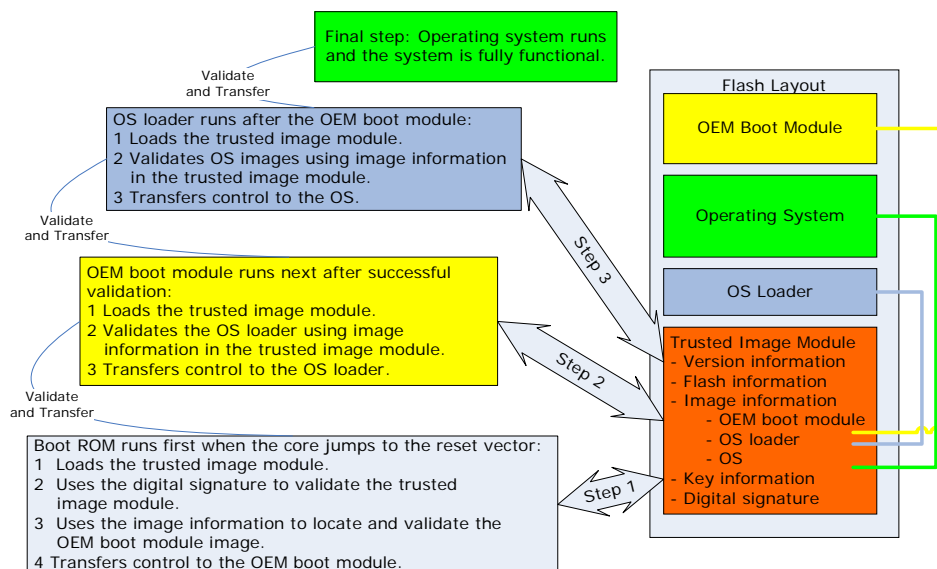 Final step: Operating system runs
and the system is fully functional.
Validate
and Transfer
OS loader runs after the OEM boot module:
1 Loads the trusted image module.
2 Validates OS images using image information
in the trusted image module.
3 Transfers control to the OS.
Validate
and Transfer
OEM boot module runs next after successful
validation:
1 Loads the trusted image module.
2 Validates the OS loader using image
information in the trusted image module.
3 Transfers control to the OS loader.
Validate
and Transfer
Boot ROM runs first when the core jumps to the reset vector:
1 Loads the trusted image module.
2 Uses the digital signature to validate the trusted
image module.
3 Uses the image information to locate and validate the
OEM boot module image.
4 Transfers control to the OEM boot module.
Step 3
Step 2
Step 1
Flash Layout
OEM Boot Module
Operating System
OS Loader
Trusted Image Module
- Version information
- Flash information
- Image information
- OEM boot module
- OS loader
- OS
- Key information
- Digital signature